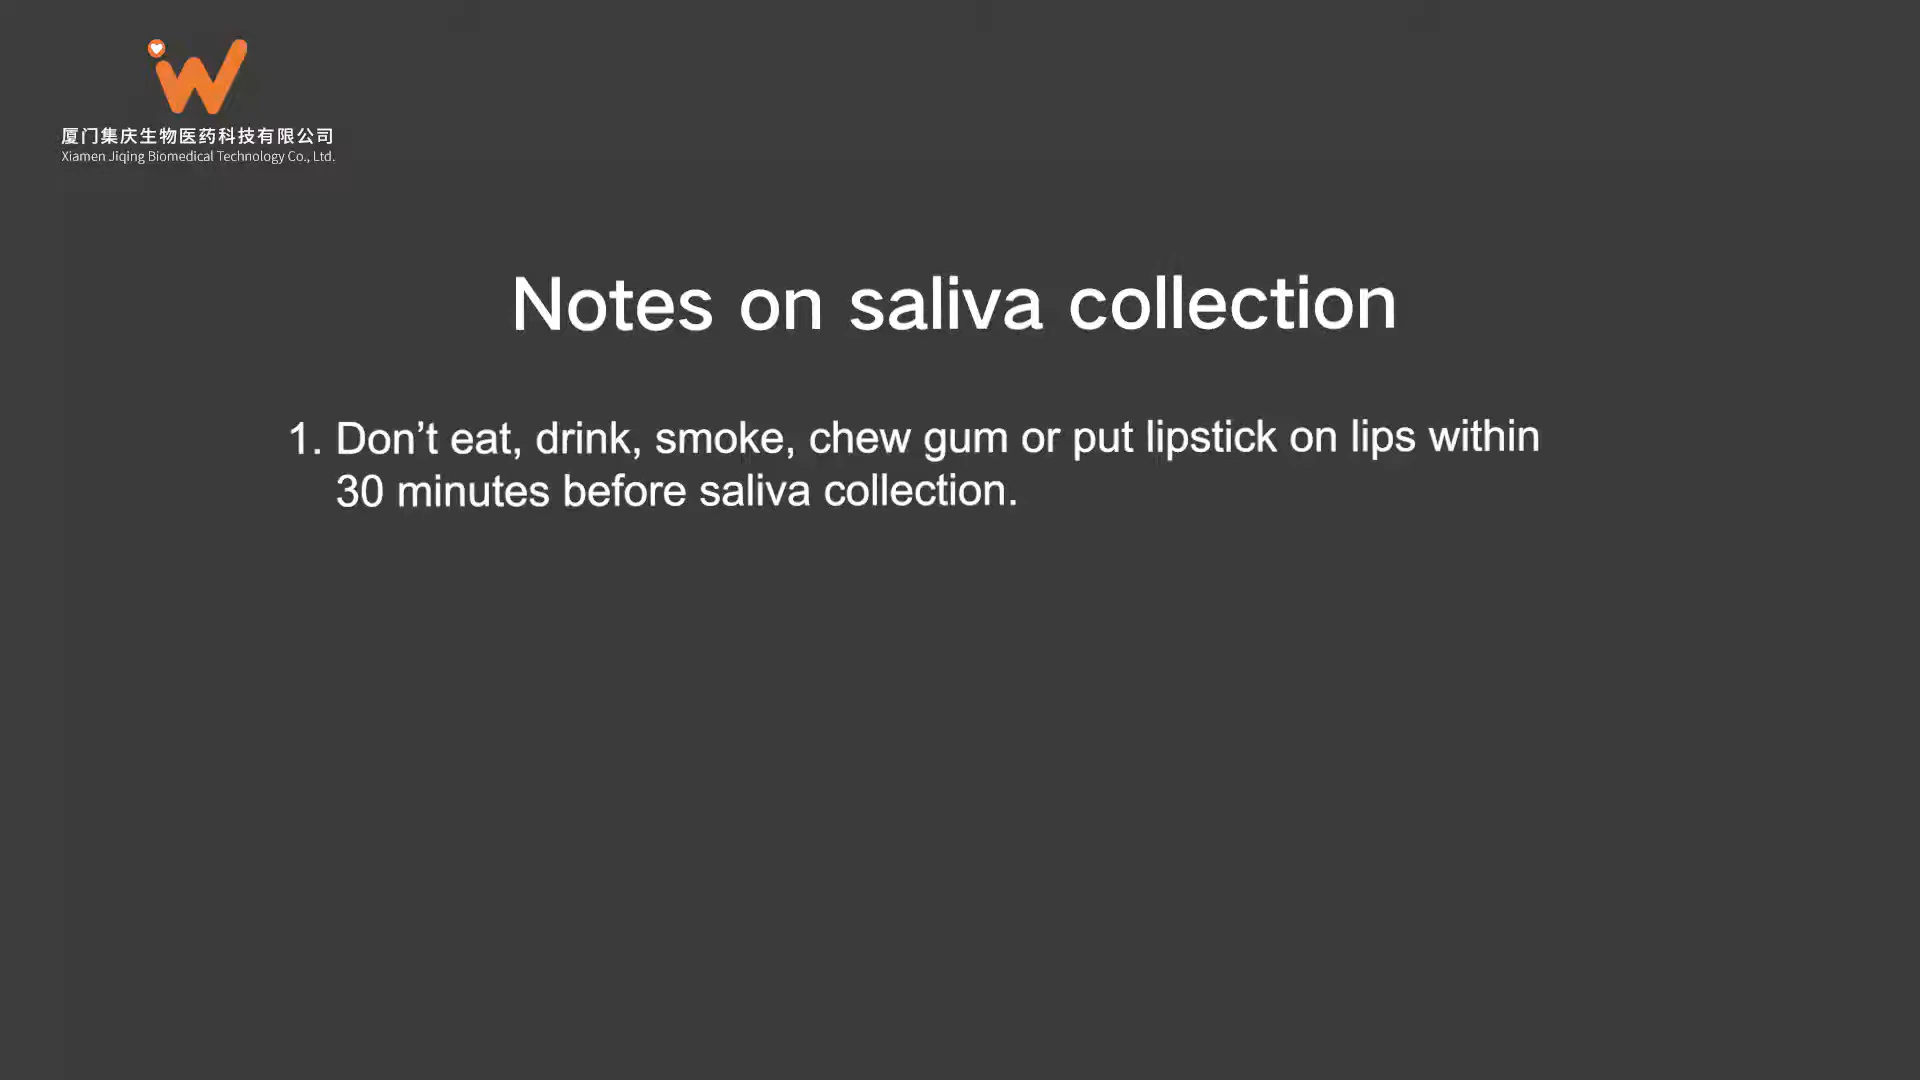 厦门集庆生物医药科技有限公司
Xiamen Jiqing Biomedical Technology Co., Ltd.
Notes on saliva collection
1. Don’t eat, drink, smoke, chew gum or put lipstick on lips within
30 minutes before saliva collection.